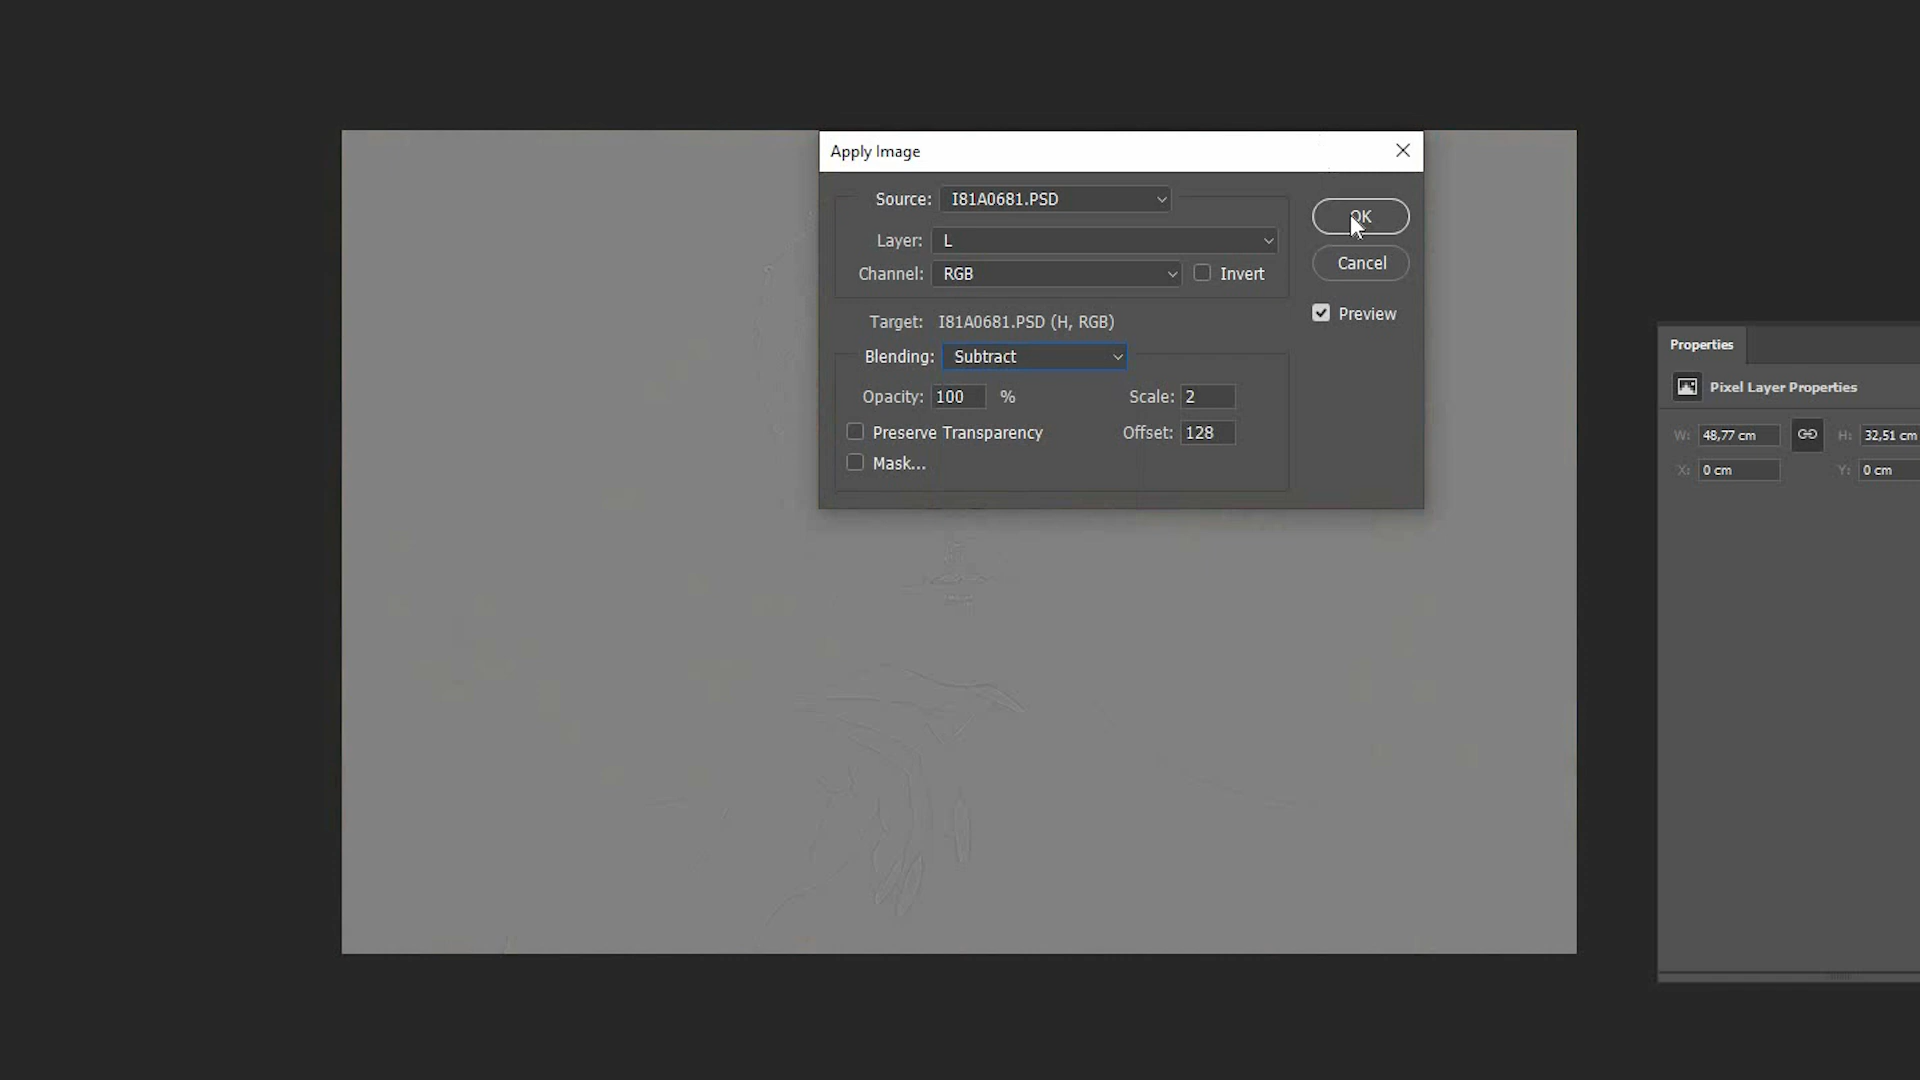 Apply Image
Source: I81A0681.PSD
OK
Layer: L
Cancel
Channel: RGB
Invert
Preview
Target: I81A0681.PSD (H, RGB)
Blending: Subtract
Opacity: 100 %
Scale: 2
Preserve Transparency
Offset: 128
Mask...
Properties
Pixel Layer Properties
W: 48,77 cm
H: 32,51 cm
X: 0 cm
Y: 0 cm